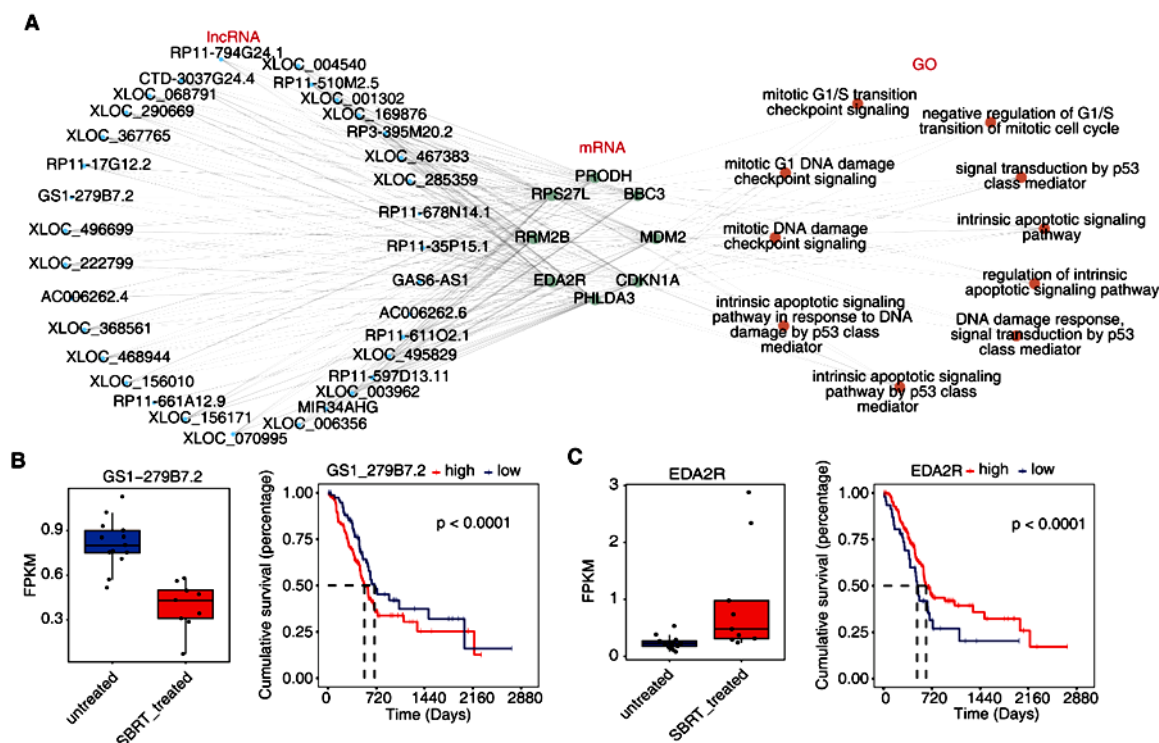 A
lncRNA
RP11-794G24.1
XLOC_004540
CTD-3037G24.4
RP11-510M2.5
XLOC_068791
XLOC_001302
XLOC_290669
XLOC_169876
XLOC_367765
RP3-395M20.2
RP11-17G12.2
XLOC_467383
XLOC_285359
GS1-279B7.2
RP11-678N14.1
XLOC_496699
RP11-35P15.1
XLOC_222799
GAS6-AS1
AC006262.4
AC006262.6
XLOC_368561
RP11-611O2.1
XLOC_468944
XLOC_495829
XLOC_156010
RP11-597D13.11
RP11-661A12.9
XLOC_003962
XLOC_156171
MIR34AHG
XLOC_070995
XLOC_006356
mRNA
PRODH
RPS27L
BBC3
RRM2B
MDM2
EDA2R
CDKN1A
PHLDA3
GO
mitotic G1/S transition
checkpoint signaling
negative regulation of G1/S
transition of mitotic cell cycle
mitotic G1 DNA damage
checkpoint signaling
signal transduction by p53
class mediator
mitotic DNA damage
checkpoint signaling
intrinsic apoptotic signaling
pathway
regulation of intrinsic
apoptotic signaling pathway
intrinsic apoptotic signaling
pathway in response to DNA
damage by p53 class
mediator
DNA damage response,
signal transduction by p53
class mediator
intrinsic apoptotic signaling
pathway by p53 class
mediator
B
GS1-279B7.2
FPKM
0.9
0.6
0.3
untreated
SBRT_treated
GS1_279B7.2 high low
Cumulative survival (percentage)
1.00
0.75
0.50
0.25
0.00
p < 0.0001
0 720 1440 2160 2880
Time (Days)
C
EDA2R
FPKM
3
2
1
0
untreated
SBRT_treated
EDA2R high low
Cumulative survival (percentage)
1.00
0.75
0.50
0.25
0.00
p < 0.0001
0 720 1440 2160 2880
Time (Days)